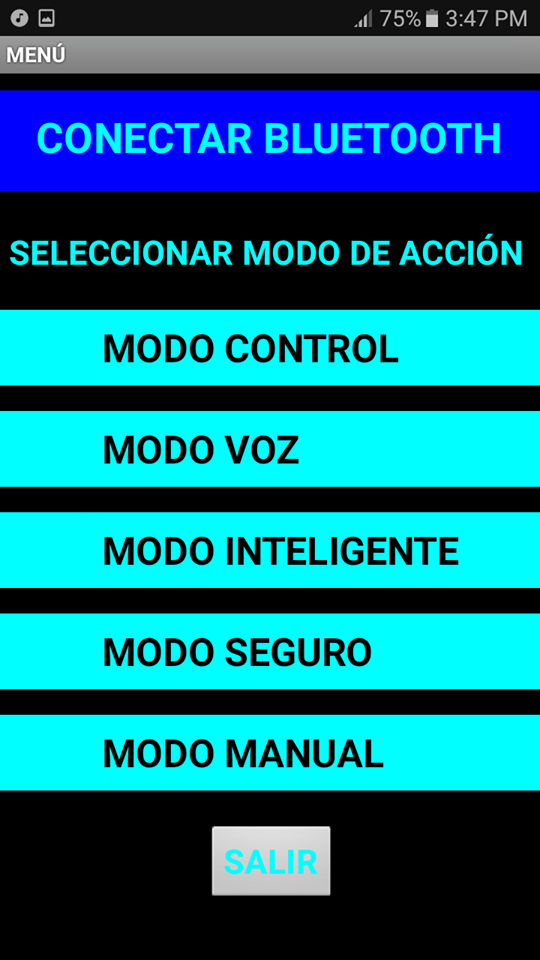 75% 3:47 PM
MENÚ
CONECTAR BLUETOOTH
SELECCIONAR MODO DE ACCIÓN
MODO CONTROL
MODO VOZ
MODO INTELIGENTE
MODO SEGURO
MODO MANUAL
SALIR